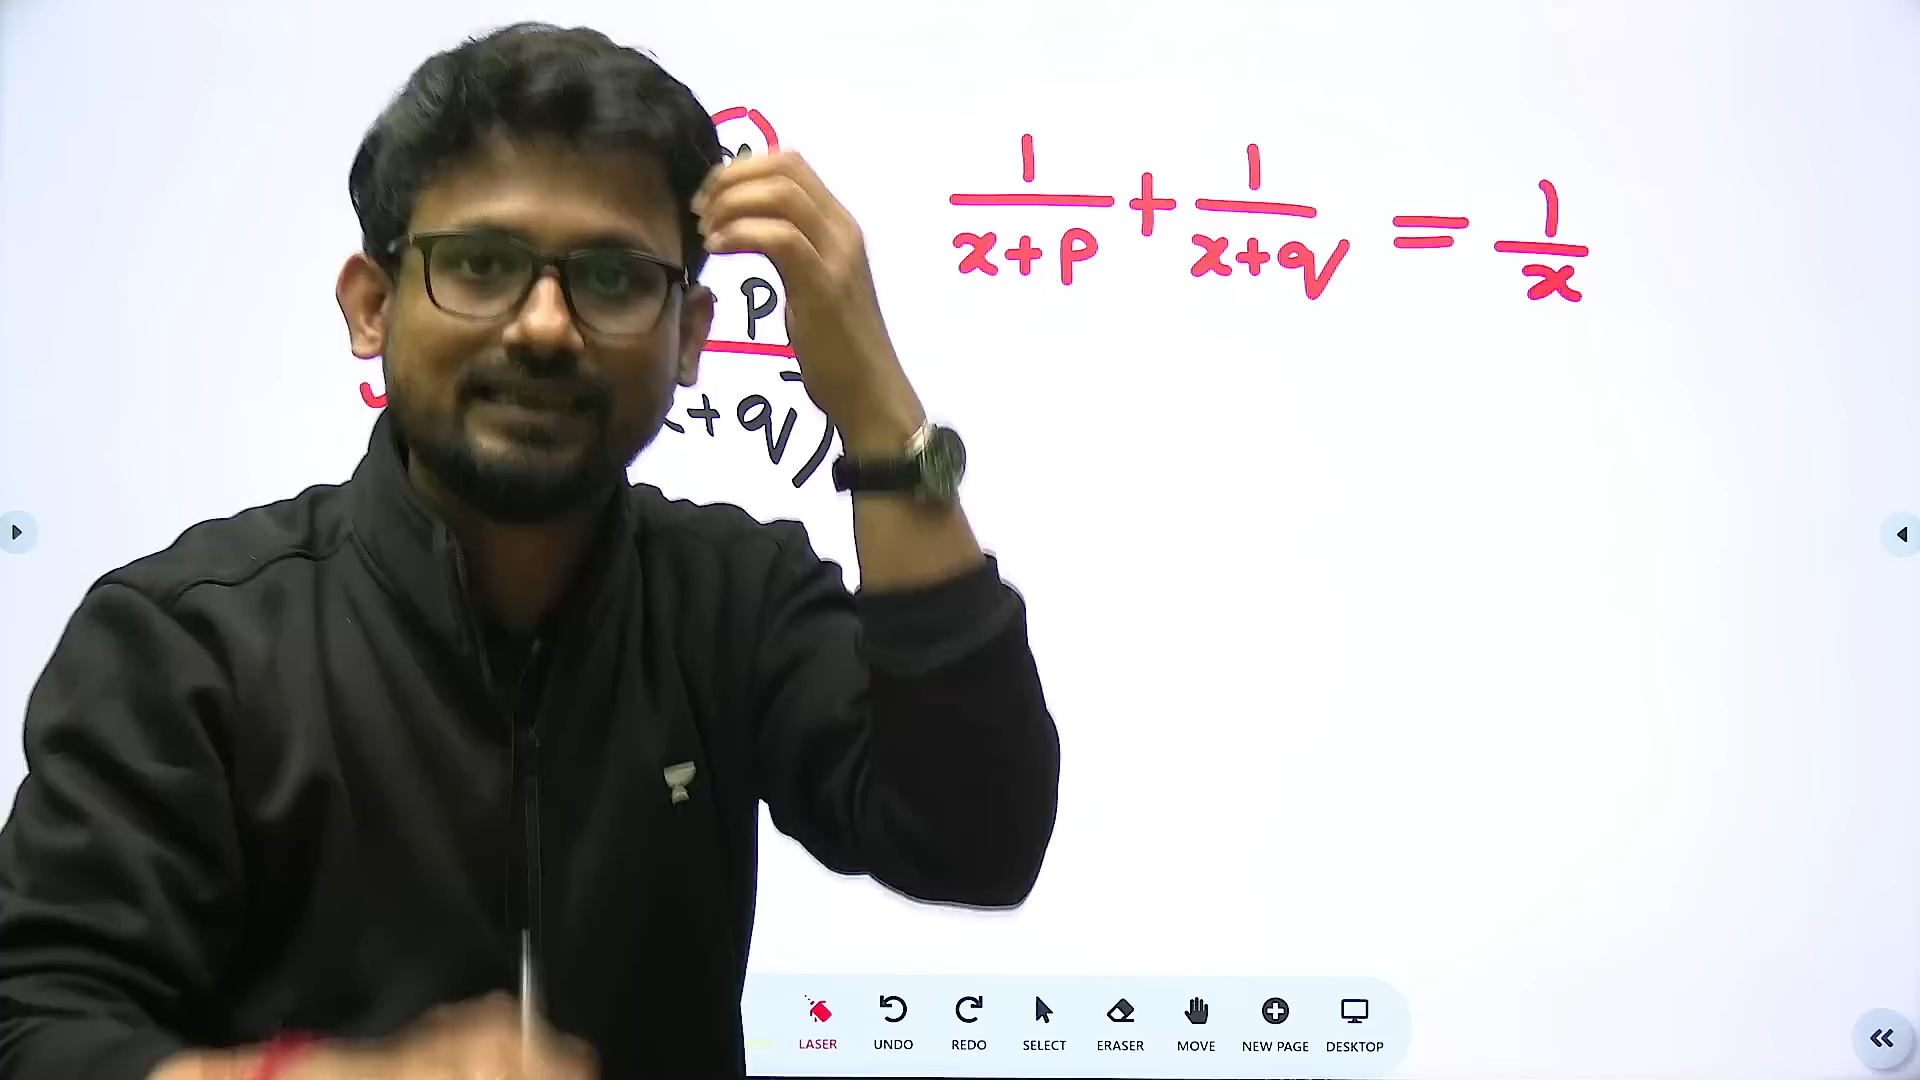 1/(x+p) + 1/(x+q) = 1/x
p
+ q)
LASER UNDO REDO SELECT ERASER MOVE NEW PAGE DESKTOP